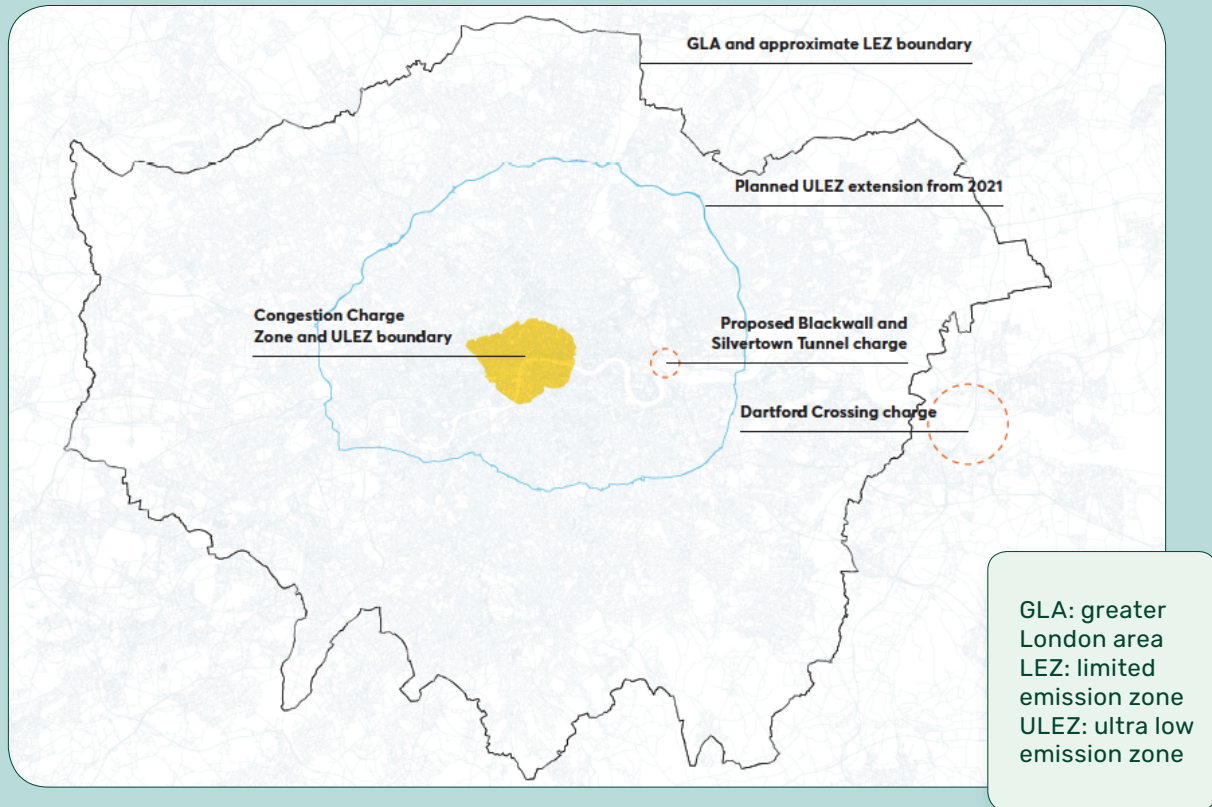 GLA and approximate LEZ boundary
Planned ULEZ extension from 2021
Congestion Charge
Zone and ULEZ boundary
Proposed Blackwall and
Silvertown Tunnel charge
Dartford Crossing charge
GLA: greater
London area
LEZ: limited
emission zone
ULEZ: ultra low
emission zone